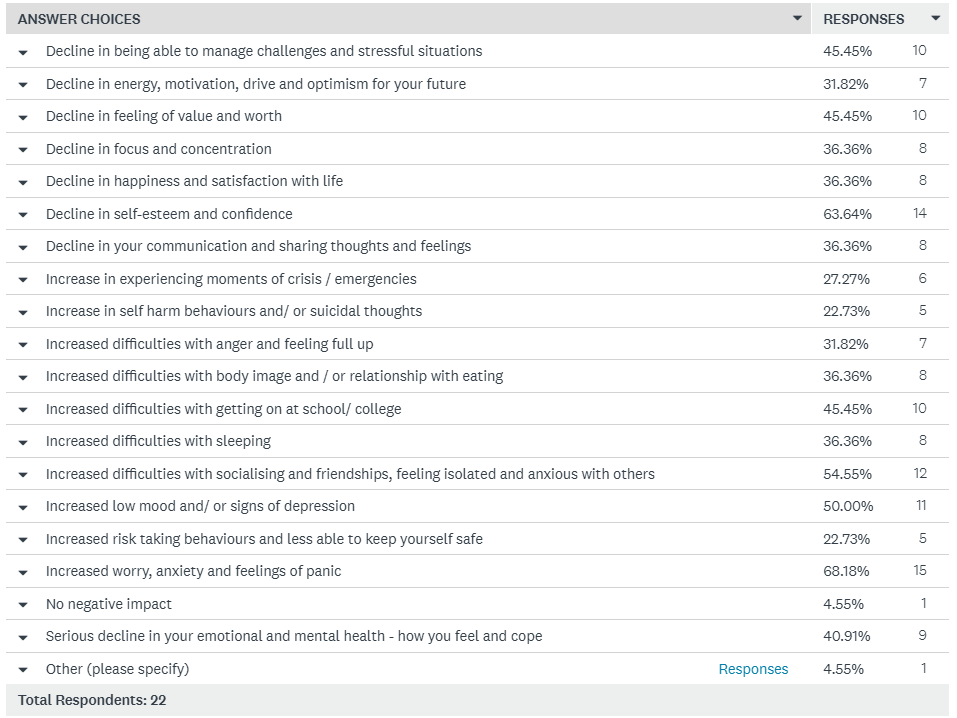 ANSWER CHOICES RESPONSES
Decline in being able to manage challenges and stressful situations 45.45% 10
Decline in energy, motivation, drive and optimism for your future 31.82% 7
Decline in feeling of value and worth 45.45% 10
Decline in focus and concentration 36.36% 8
Decline in happiness and satisfaction with life 36.36% 8
Decline in self-esteem and confidence 63.64% 14
Decline in your communication and sharing thoughts and feelings 36.36% 8
Increase in experiencing moments of crisis / emergencies 27.27% 6
Increase in self harm behaviours and/ or suicidal thoughts 22.73% 5
Increased difficulties with anger and feeling full up 31.82% 7
Increased difficulties with body image and / or relationship with eating 36.36% 8
Increased difficulties with getting on at school/ college 45.45% 10
Increased difficulties with sleeping 36.36% 8
Increased difficulties with socialising and friendships, feeling isolated and anxious with others 54.55% 12
Increased low mood and/ or signs of depression 50.00% 11
Increased risk taking behaviours and less able to keep yourself safe 22.73% 5
Increased worry, anxiety and feelings of panic 68.18% 15
No negative impact 4.55% 1
Serious decline in your emotional and mental health - how you feel and cope 40.91% 9
Other (please specify) Responses 4.55% 1
Total Respondents: 22